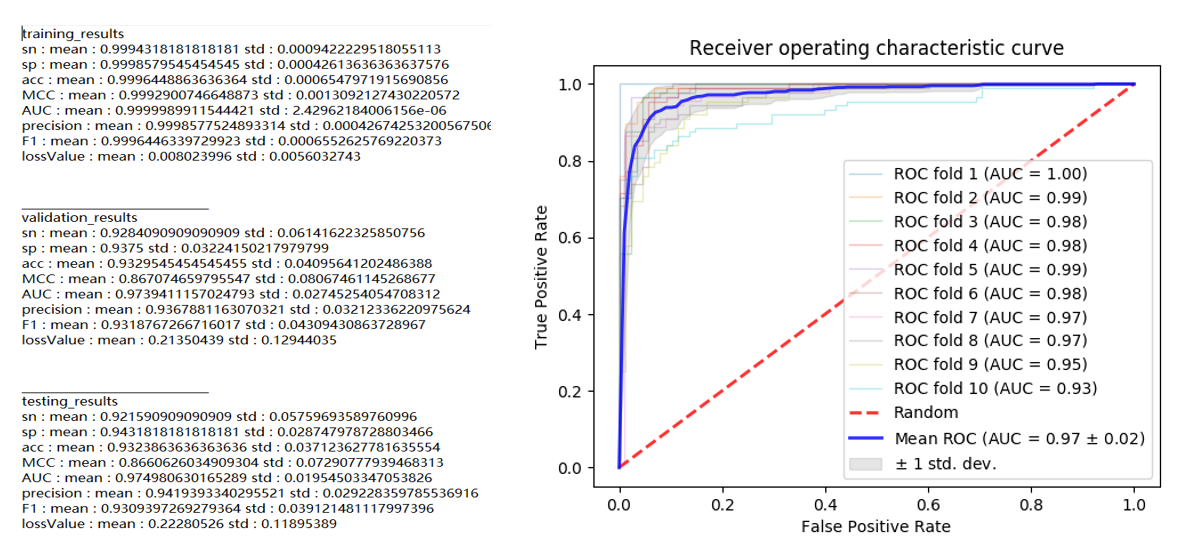 training_results
sn : mean : 0.9994318181818181 std : 0.0009422229518055113
sp : mean : 0.9998579545454545 std : 0.00042613636363637576
acc : mean : 0.9996448863636364 std : 0.0006547971915690856
MCC : mean : 0.9992900746648873 std : 0.0013092127430220572
AUC : mean : 0.9999989911544421 std : 2.42962184006156e-06
precision : mean : 0.9998577524893314 std : 0.00042674253200567506
F1 : mean : 0.9996446339729923 std : 0.0006552625769220373
lossValue : mean : 0.008023996 std : 0.0056032743
validation_results
sn : mean : 0.9284090909090909 std : 0.06141622325850756
sp : mean : 0.9375 std : 0.03224150217979799
acc : mean : 0.9329545454545455 std : 0.04095641202486388
MCC : mean : 0.867074659795547 std : 0.08067461145268677
AUC : mean : 0.9739411157024793 std : 0.02745254054708312
precision : mean : 0.9367881163070321 std : 0.03212336220975624
F1 : mean : 0.9318767266716017 std : 0.04309430863728967
lossValue : mean : 0.21350439 std : 0.12944035
testing_results
sn : mean : 0.921590909090909 std : 0.05759693589760996
sp : mean : 0.9431818181818181 std : 0.028747978728803466
acc : mean : 0.9323863636363636 std : 0.037123627781635554
MCC : mean : 0.8660626034909304 std : 0.07290777939468313
AUC : mean : 0.974980630165289 std : 0.01954503347053826
precision : mean : 0.9419393340295521 std : 0.029228359785536916
F1 : mean : 0.9309397269279364 std : 0.039121481117997396
lossValue : mean : 0.22280526 std : 0.11895389
Receiver operating characteristic curve
True Positive Rate
1.0
0.8
0.6
0.4
0.2
0.0
ROC fold 1 (AUC = 1.00)
ROC fold 2 (AUC = 0.99)
ROC fold 3 (AUC = 0.98)
ROC fold 4 (AUC = 0.98)
ROC fold 5 (AUC = 0.99)
ROC fold 6 (AUC = 0.98)
ROC fold 7 (AUC = 0.97)
ROC fold 8 (AUC = 0.97)
ROC fold 9 (AUC = 0.95)
ROC fold 10 (AUC = 0.93)
Random
Mean ROC (AUC = 0.97 ± 0.02)
± 1 std. dev.
0.0 0.2 0.4 0.6 0.8 1.0
False Positive Rate